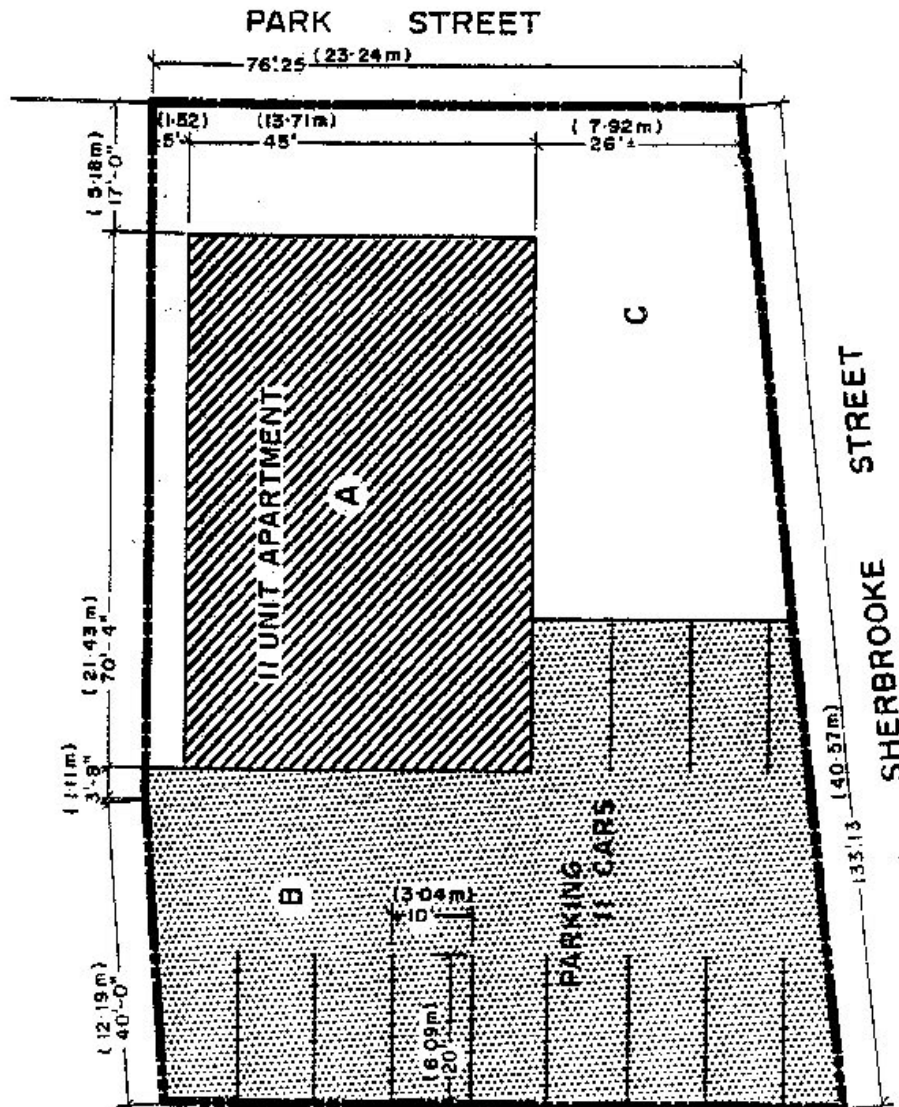 PARK STREET
76'.25 (23.24m)
(1.52)
5'
(13.71m)
45'
(7.92m)
26'±
(5.18m)
17'-0"
C
11 UNIT APARTMENT
A
(21.43m)
70'-4"
(1.11m)
3'-8"
SHERBROOKE STREET
(40.57m)
133.13
B
(3.04m)
10'
PARKING
11 CARS
(6.09m)
20'
(12.19m)
40'-0"